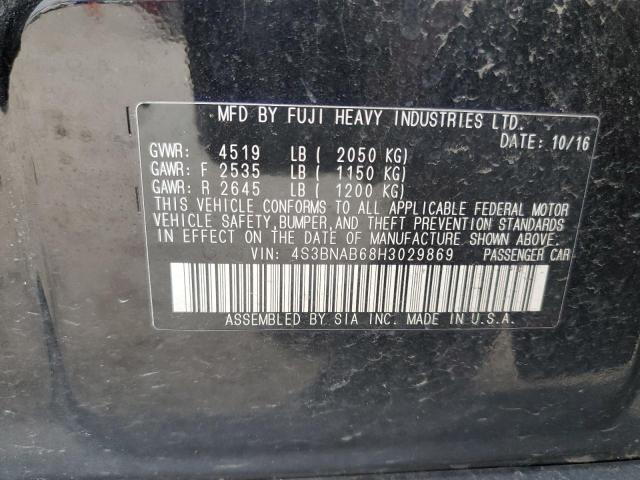 MFD BY FUJI HEAVY INDUSTRIES LTD.
DATE: 10/16
GVWR: 4519 LB ( 2050 KG)
GAWR: F 2535 LB ( 1150 KG)
GAWR: R 2645 LB ( 1200 KG)
THIS VEHICLE CONFORMS TO ALL APPLICABLE FEDERAL MOTOR
VEHICLE SAFETY,BUMPER,AND THEFT PREVENTION STANDARDS
IN EFFECT ON THE DATE OF MANUFACTURE SHOWN ABOVE.
VIN: 4S3BNAB68H3029869 PASSENGER CAR
ASSEMBLED BY SIA INC. MADE IN U.S.A.